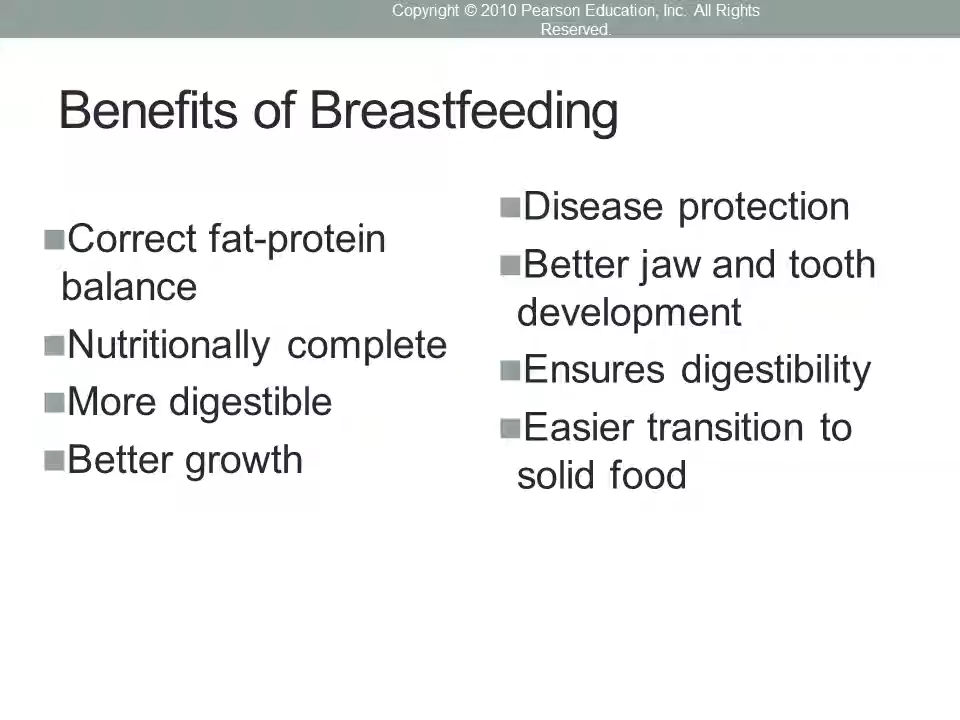 Copyright © 2010 Pearson Education, Inc. All Rights
Reserved.
Benefits of Breastfeeding
Correct fat-protein
balance
Nutritionally complete
More digestible
Better growth
Disease protection
Better jaw and tooth
development
Ensures digestibility
Easier transition to
solid food